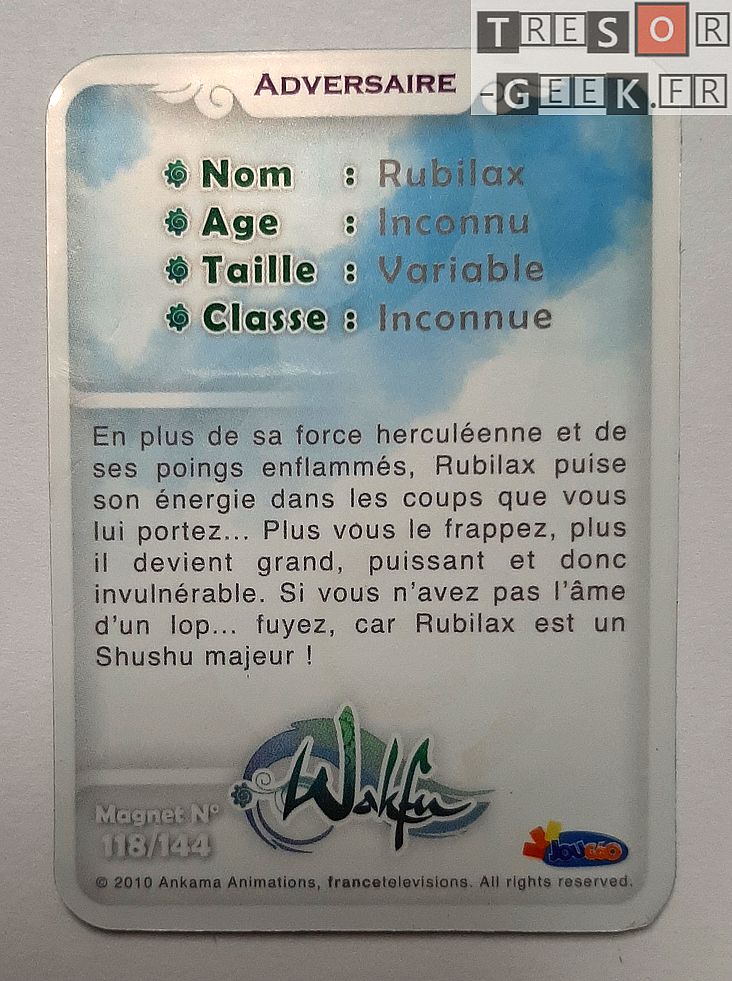 TRESOR
GEEK.FR
ADVERSAIRE
Nom : Rubilax
Age : Inconnu
Taille : Variable
Classe : Inconnue
En plus de sa force herculéenne et de
ses poings enflammés, Rubilax puise
son énergie dans les coups que vous
lui portez... Plus vous le frappez, plus
il devient grand, puissant et donc
invulnérable. Si vous n'avez pas l'âme
d'un Iop... fuyez, car Rubilax est un
Shushu majeur !
Wakfu
Magnet N°
118/144
JOUÉCO
© 2010 Ankama Animations, francetelevisions. All rights reserved.